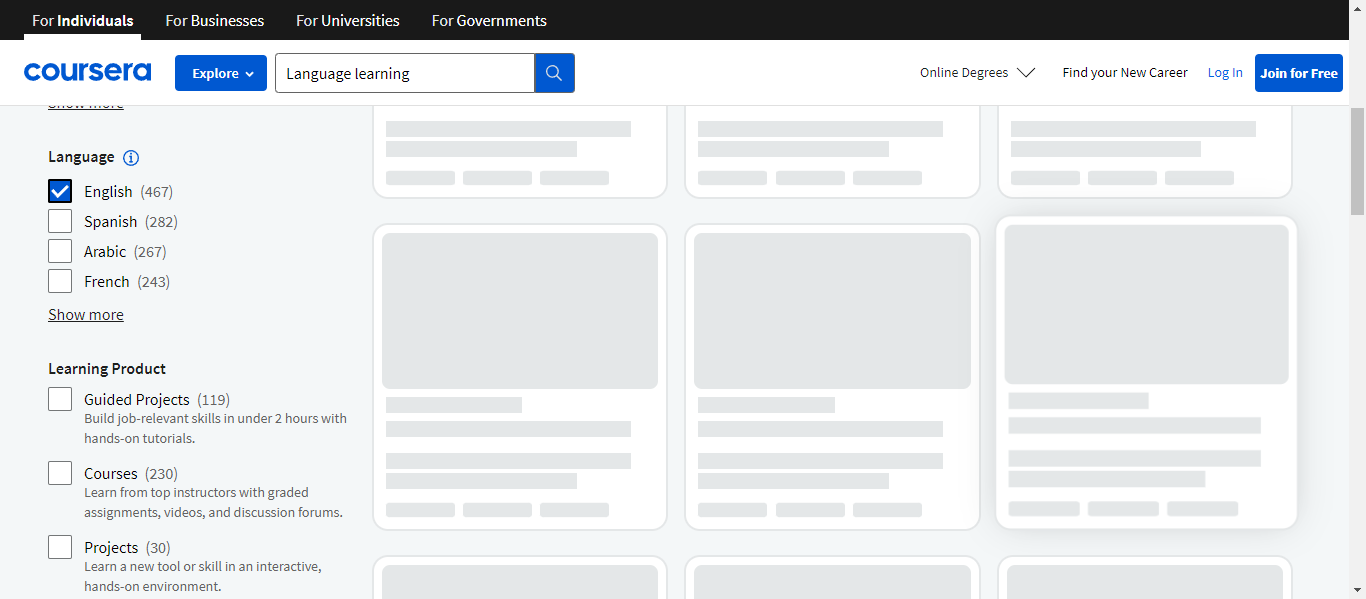 For Individuals
For Businesses
For Universities
For Governments
coursera
Explore
Language learning
Online Degrees
Find your New Career
Log In
Join for Free
Show more
Language
English (467)
Spanish (282)
Arabic (267)
French (243)
Show more
Learning Product
Guided Projects (119)
Build job-relevant skills in under 2 hours with
hands-on tutorials.
Courses (230)
Learn from top instructors with graded
assignments, videos, and discussion forums.
Projects (30)
Learn a new tool or skill in an interactive,
hands-on environment.